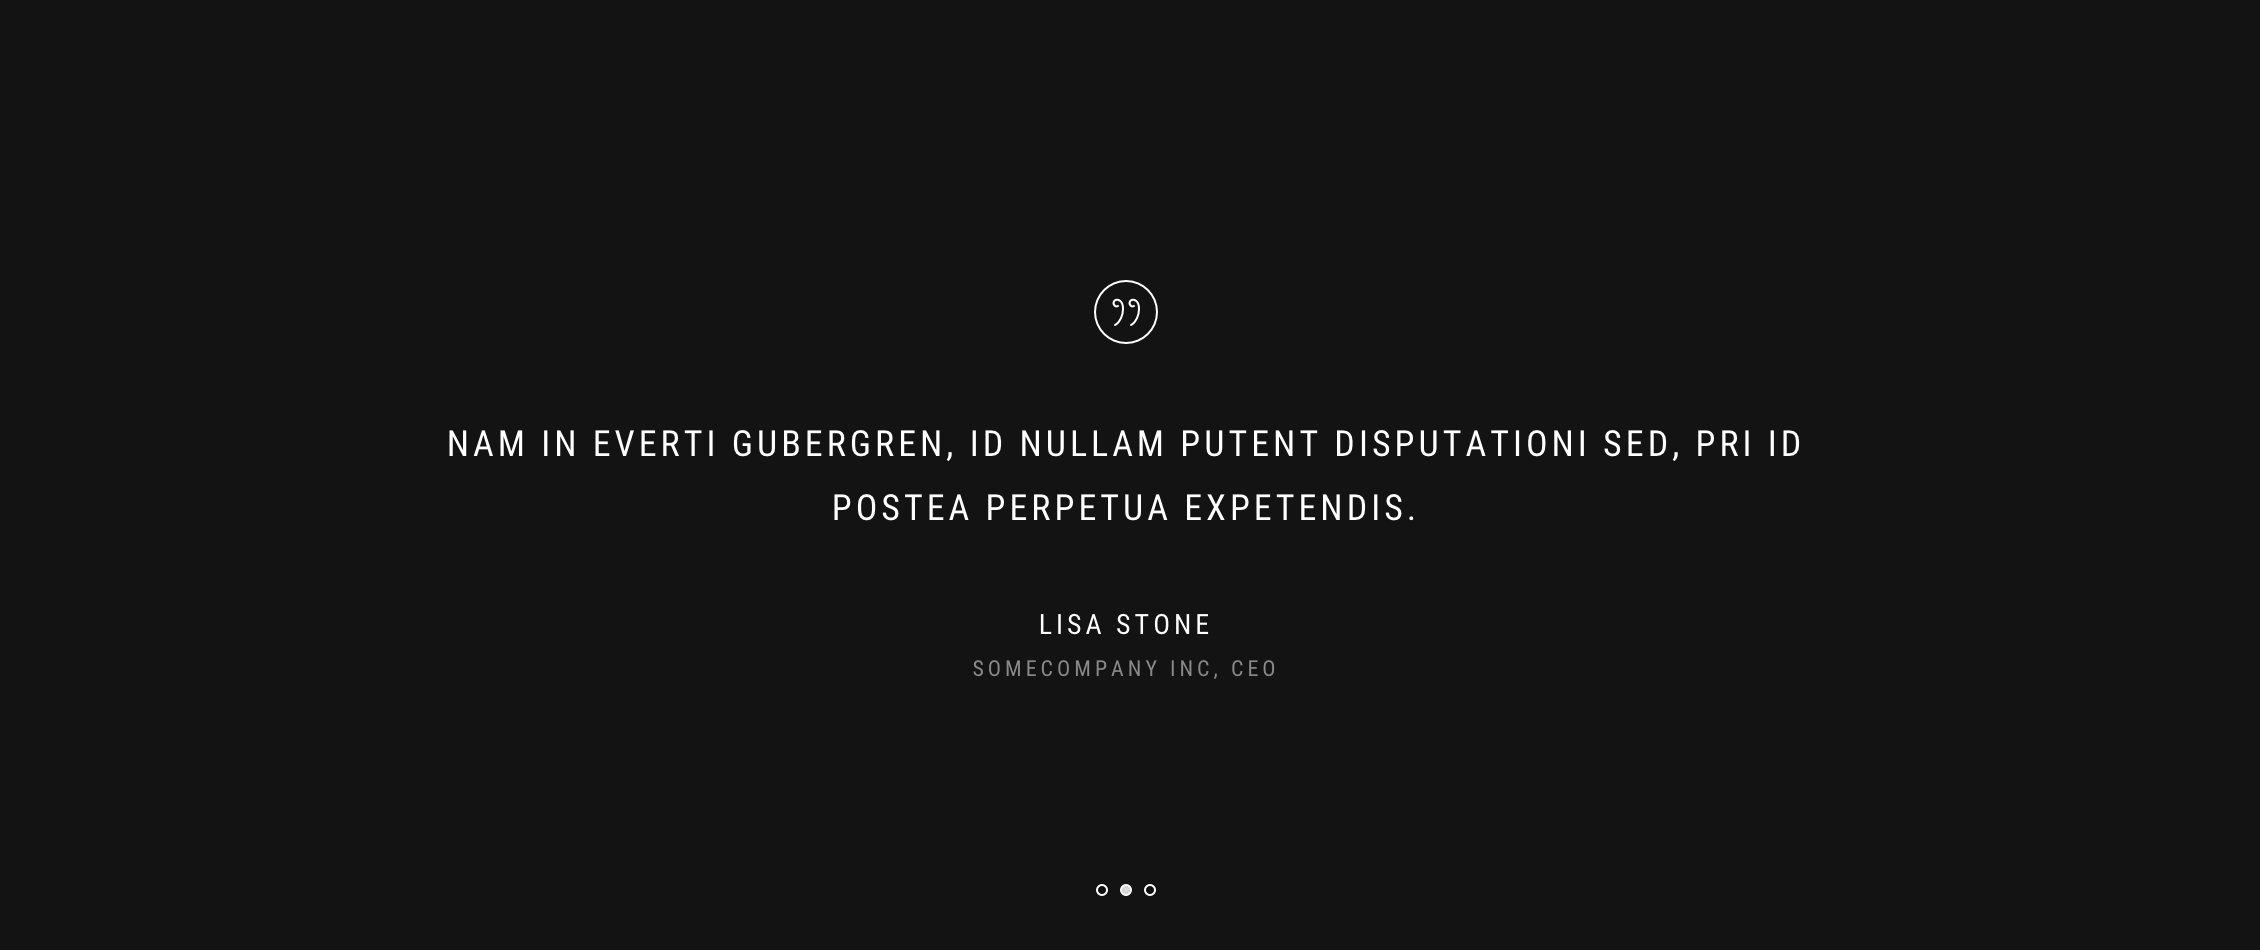 NAM IN EVERTI GUBERGREN, ID NULLAM PUTENT DISPUTATIONI SED, PRI ID
POSTEA PERPETUA EXPETENDIS.
LISA STONE
SOMECOMPANY INC, CEO